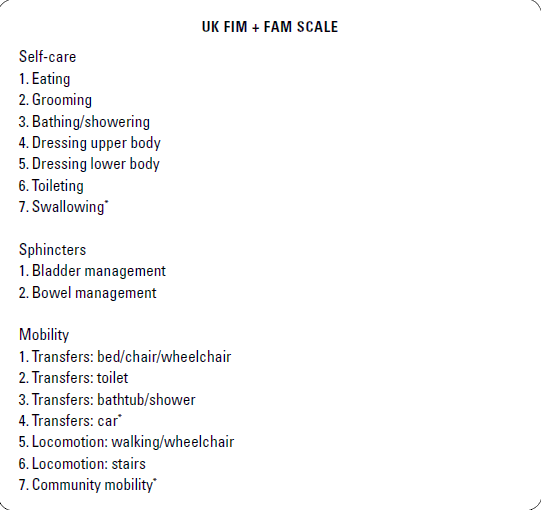 UK FIM + FAM SCALE
Self-care
1. Eating
2. Grooming
3. Bathing/showering
4. Dressing upper body
5. Dressing lower body
6. Toileting
7. Swallowing*
Sphincters
1. Bladder management
2. Bowel management
Mobility
1. Transfers: bed/chair/wheelchair
2. Transfers: toilet
3. Transfers: bathtub/shower
4. Transfers: car*
5. Locomotion: walking/wheelchair
6. Locomotion: stairs
7. Community mobility*